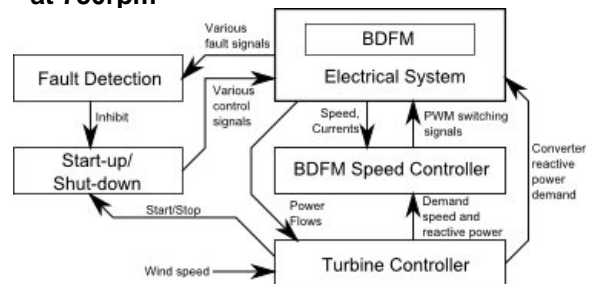 at 750rpm
Various
fault signals
BDFM
Electrical System
Fault Detection
Various
control
signals
Inhibit
Speed,
Currents
PWM switching
signals
Converter
reactive
power
demand
Start-up/
Shut-down
BDFM Speed Controller
Start/Stop
Power
Flows
Demand
speed and
reactive power
Wind speed
Turbine Controller